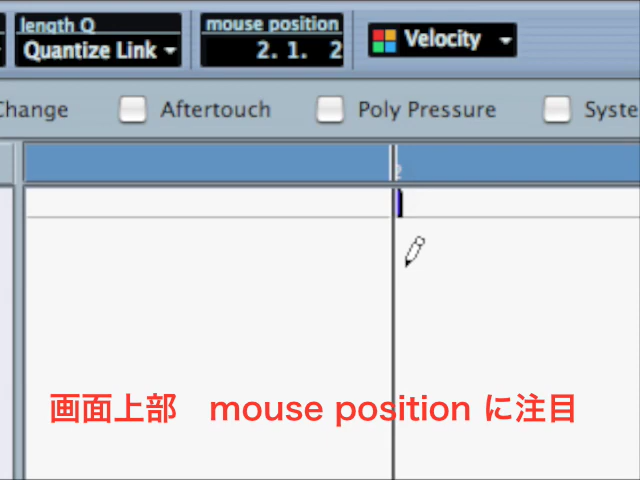 length Q
mouse position
Quantize Link
2. 1. 2
Velocity
Change
Aftertouch
Poly Pressure
Syste
2
画面上部 mouse position に注目